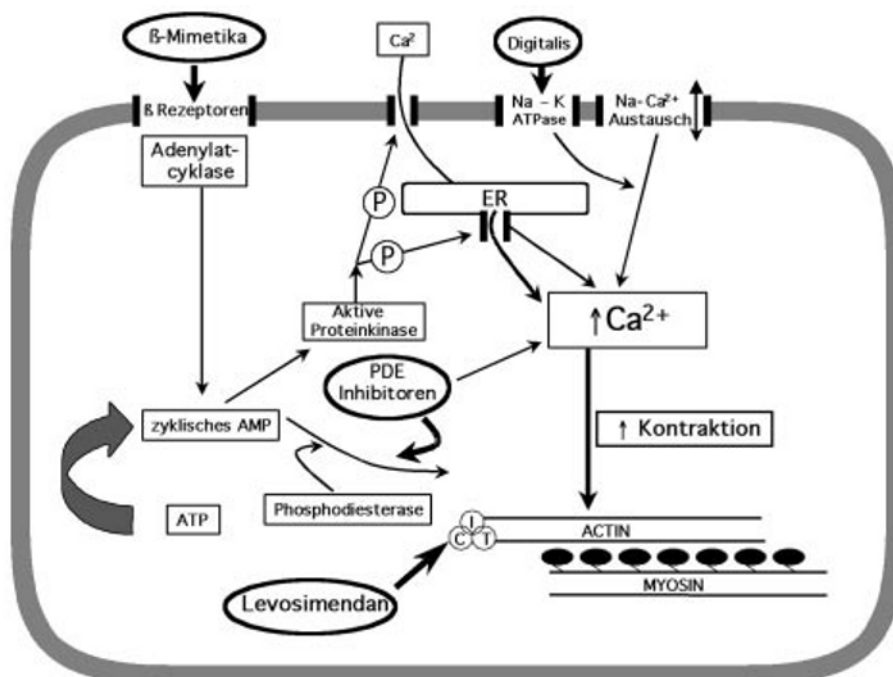 ß-Mimetika
Ca²
Digitalis
ß Rezeptoren
Na – K
ATPase
Na-Ca²⁺
Austausch
Adenylat-
cyklase
P
ER
P
Aktive
Proteinkinase
↑Ca²⁺
PDE
Inhibitoren
zyklisches AMP
↑ Kontraktion
ATP
Phosphodiesterase
I
C T
ACTIN
MYOSIN
Levosimendan